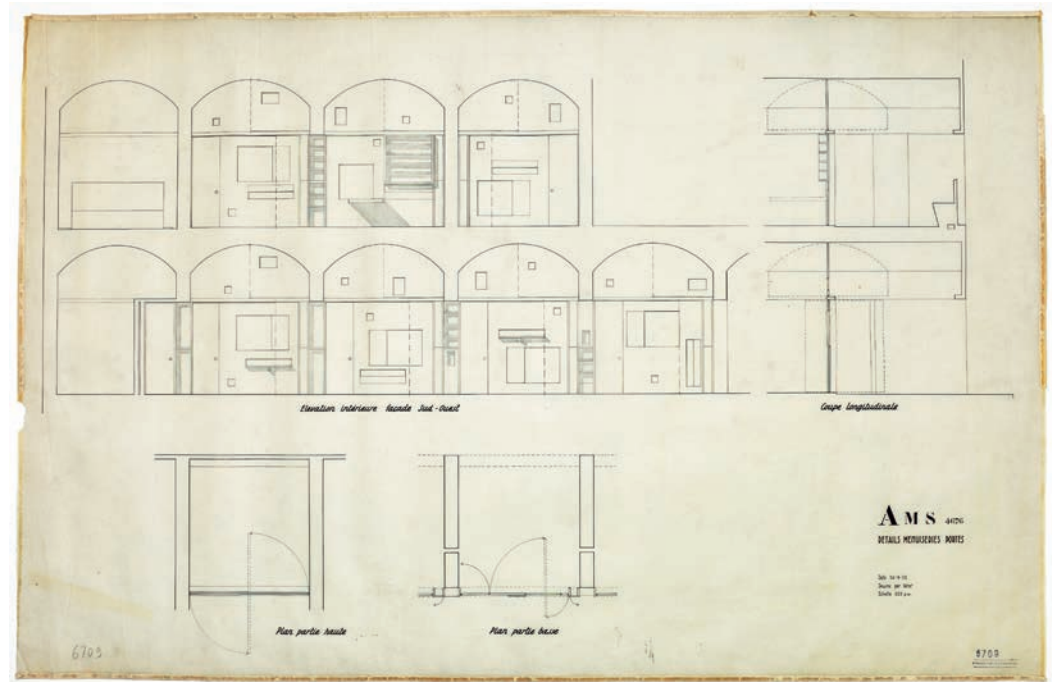 Elevation intérieure façade Sud-Ouest
Coupe longitudinale
AMS 4076
DETAILS MENUISERIES PORTES
Plan partie haute
Plan partie basse
6709
6709